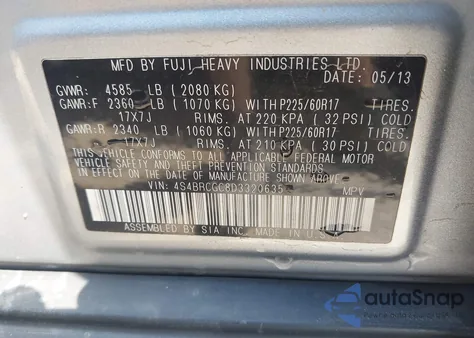 MFD BY FUJI HEAVY INDUSTRIES LTD.
DATE: 05/13
GVWR: 4585 LB ( 2080 KG)
GAWR:F 2360 LB ( 1070 KG) WITH P225/60R17 TIRES,
17X7J RIMS, AT 220 KPA ( 32 PSI) COLD
GAWR:R 2340 LB ( 1060 KG) WITH P225/60R17 TIRES,
17X7J RIMS, AT 210 KPA ( 30 PSI) COLD
THIS VEHICLE CONFORMS TO ALL APPLICABLE FEDERAL MOTOR
VEHICLE SAFETY AND THEFT PREVENTION STANDARDS
IN EFFECT ON THE DATE OF MANUFACTURE SHOWN ABOVE.
VIN: 4S4BRCGC8D3320635 MPV
ASSEMBLED BY SIA INC. MADE IN
autoSnap